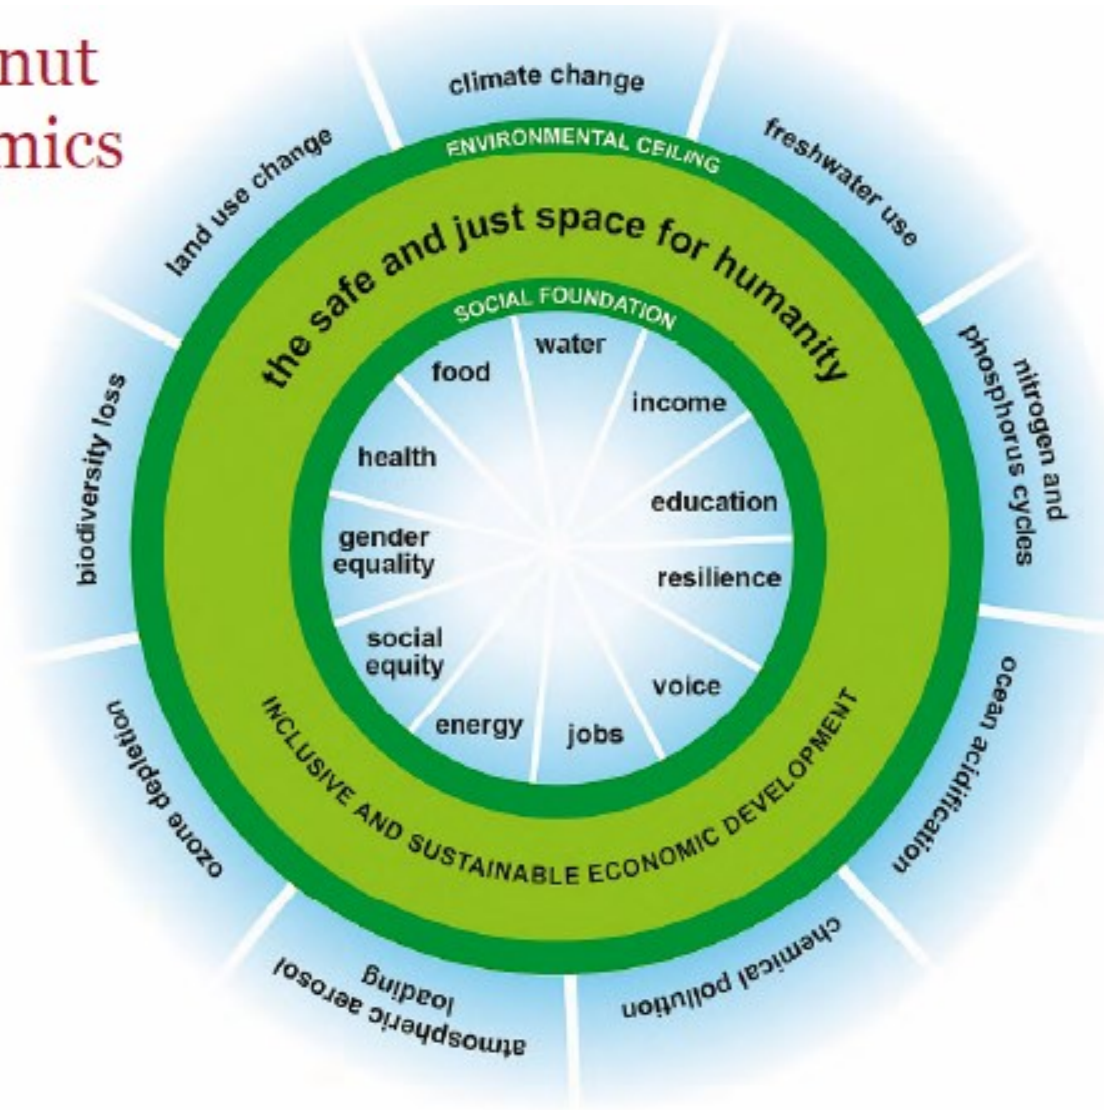 nut
mics
climate change
freshwater use
nitrogen and
phosphorus cycles
ocean acidification
chemical pollution
atmospheric aerosol
loading
ozone depletion
biodiversity loss
land use change
ENVIRONMENTAL CEILING
the safe and just space for humanity
SOCIAL FOUNDATION
water
income
education
resilience
voice
jobs
energy
social
equity
gender
equality
health
food
INCLUSIVE AND SUSTAINABLE ECONOMIC DEVELOPMENT